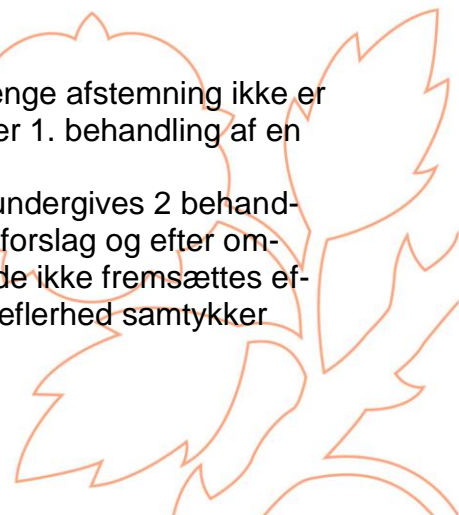 enge afstemning ikke er
er 1. behandling af en
undergives 2 behand-
forslag og efter om-
de ikke fremsættes ef-
eflerhed samtykker